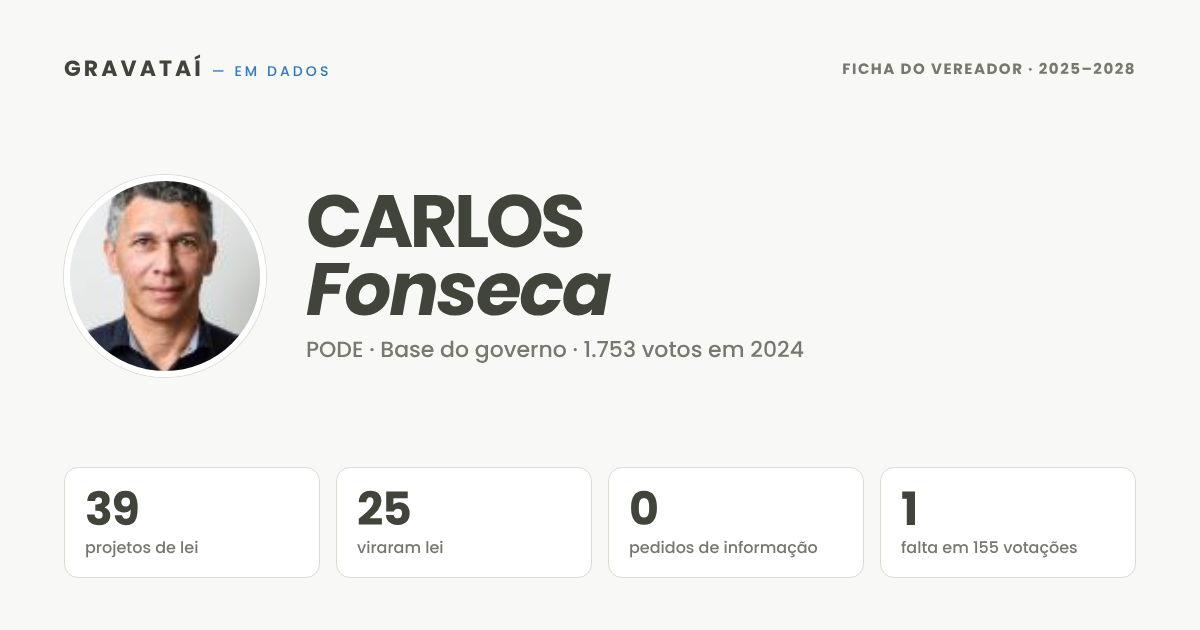 GRAVATAÍ — EM DADOS
FICHA DO VEREADOR · 2025–2028
CARLOS
Fonseca
PODE · Base do governo · 1.753 votos em 2024
39
projetos de lei
25
viraram lei
0
pedidos de informação
1
falta em 155 votações